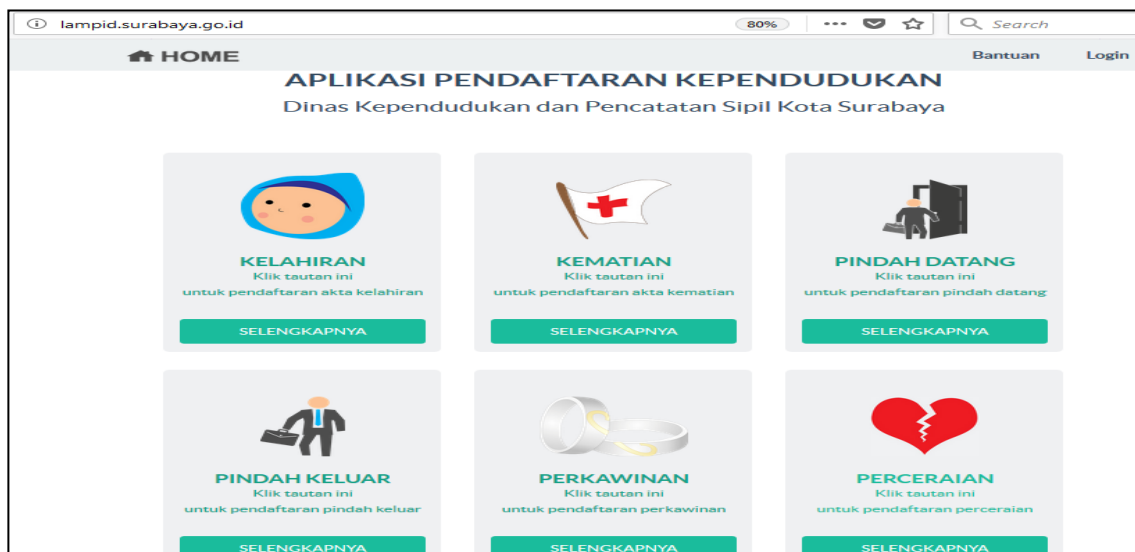 lampid.surabaya.go.id
80%
Search
HOME
Bantuan
Login
APLIKASI PENDAFTARAN KEPENDUDUKAN
Dinas Kependudukan dan Pencatatan Sipil Kota Surabaya
KELAHIRAN
Klik tautan ini
untuk pendaftaran akta kelahiran
SELENGKAPNYA
KEMATIAN
Klik tautan ini
untuk pendaftaran akta kematian
SELENGKAPNYA
PINDAH DATANG
Klik tautan ini
untuk pendaftaran pindah datang
SELENGKAPNYA
PINDAH KELUAR
Klik tautan ini
untuk pendaftaran pindah keluar
SELENGKAPNYA
PERKAWINAN
Klik tautan ini
untuk pendaftaran perkawinan
SELENGKAPNYA
PERCERAIAN
Klik tautan ini
untuk pendaftaran perceraian
SELENGKAPNYA